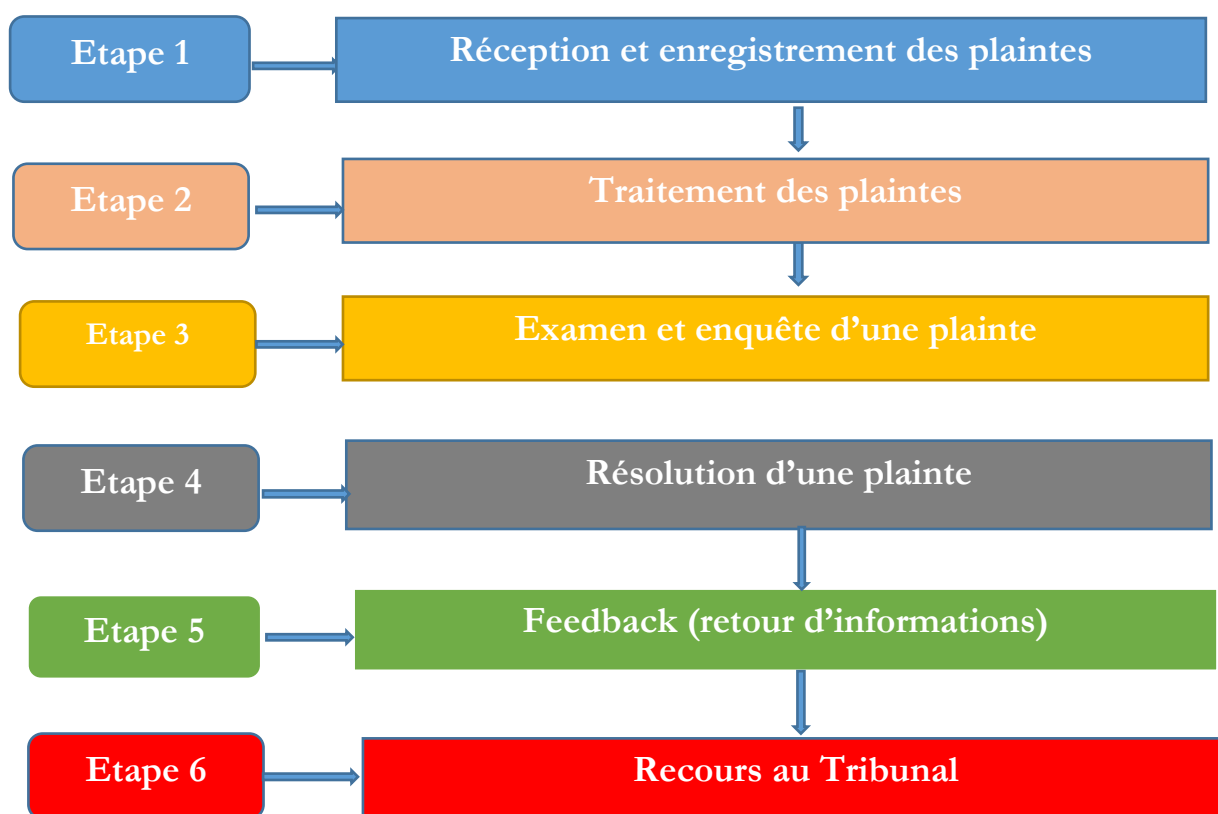 Etape 1
Réception et enregistrement des plaintes
Etape 2
Traitement des plaintes
Etape 3
Examen et enquête d’une plainte
Etape 4
Résolution d’une plainte
Etape 5
Feedback (retour d’informations)
Etape 6
Recours au Tribunal